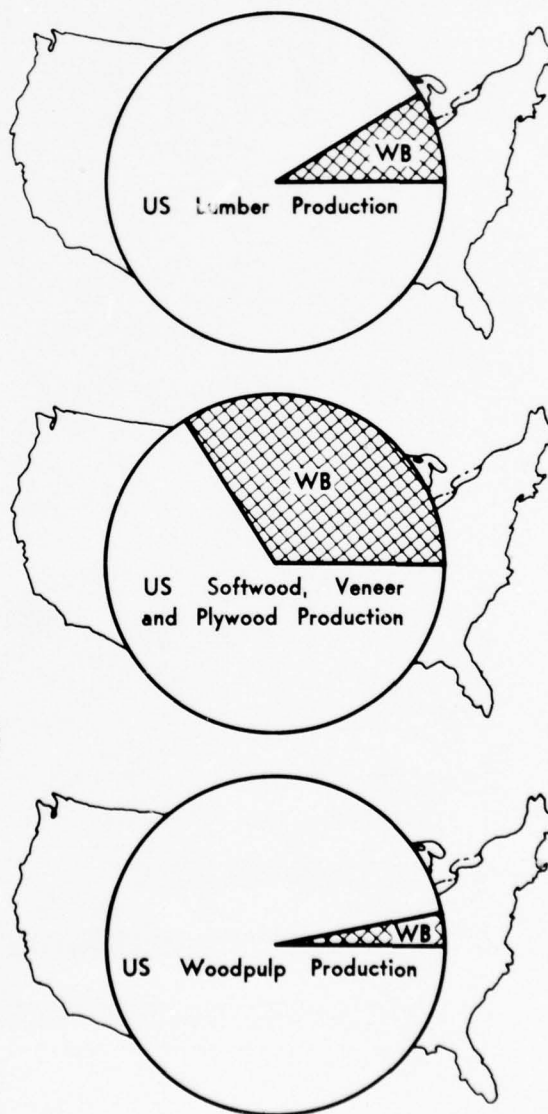 WB
US Lumber Production
WB
US Softwood, Veneer
and Plywood Production
WB
US Woodpulp Production